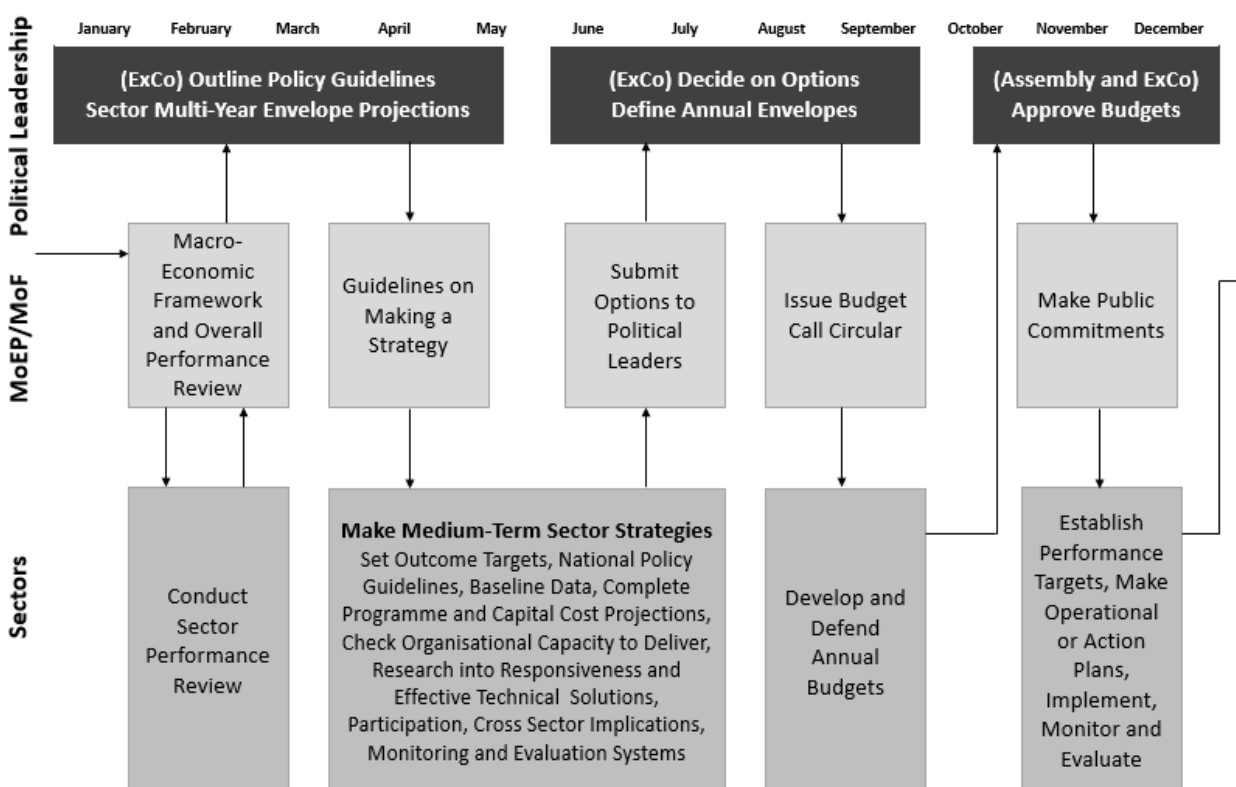 January February March April May June July August September October November December
Political Leadership
(ExCo) Outline Policy Guidelines
Sector Multi-Year Envelope Projections
(ExCo) Decide on Options
Define Annual Envelopes
(Assembly and ExCo)
Approve Budgets
MoEP/MoF
Macro-
Economic
Framework
and Overall
Performance
Review
Guidelines on
Making a
Strategy
Submit
Options to
Political
Leaders
Issue Budget
Call Circular
Make Public
Commitments
Sectors
Conduct
Sector
Performance
Review
Make Medium-Term Sector Strategies
Set Outcome Targets, National Policy
Guidelines, Baseline Data, Complete
Programme and Capital Cost Projections,
Check Organisational Capacity to Deliver,
Research into Responsiveness and
Effective Technical Solutions,
Participation, Cross Sector Implications,
Monitoring and Evaluation Systems
Develop and
Defend
Annual
Budgets
Establish
Performance
Targets, Make
Operational
or Action
Plans,
Implement,
Monitor and
Evaluate